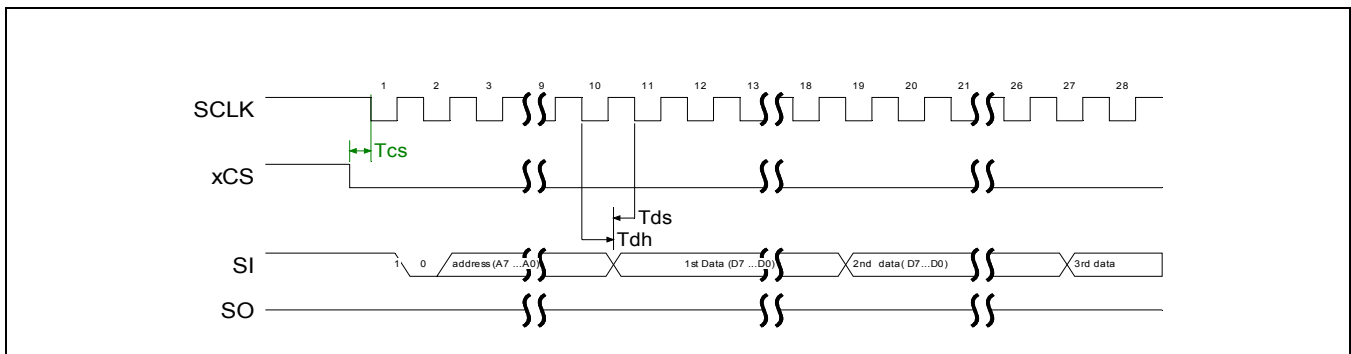 1 2 3 9 10 11 12 13 18 19 20 21 26 27 28
SCLK
Tcs
xCS
Tds
Tdh
SI 1 0 address (A7 ...A0) 1st Data (D7 ...D0) 2nd data( D7...D0) 3rd data
SO